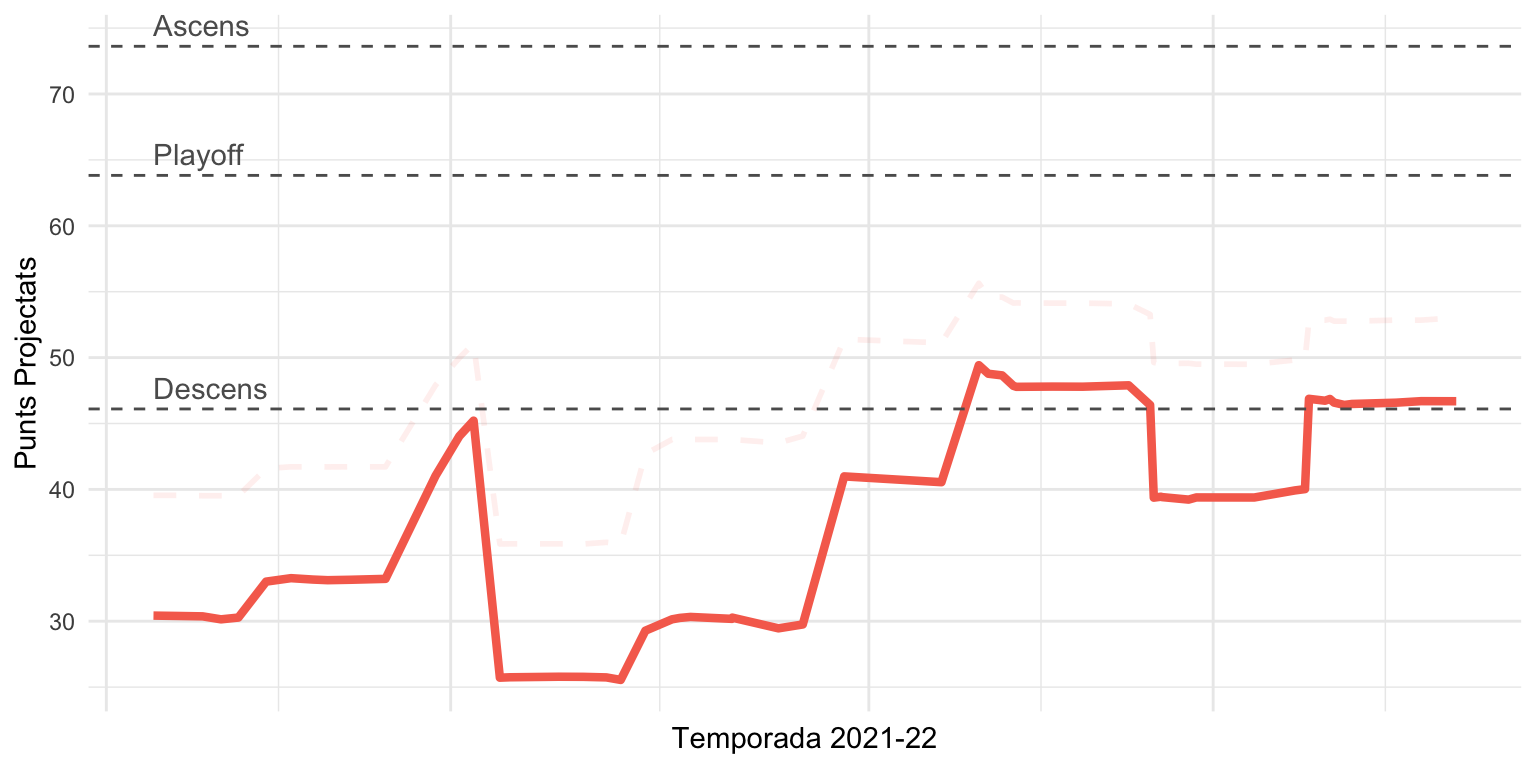 Ascens
70
Playoff
60
50
Descens
40
30
Punts Projectats
Temporada 2021-22